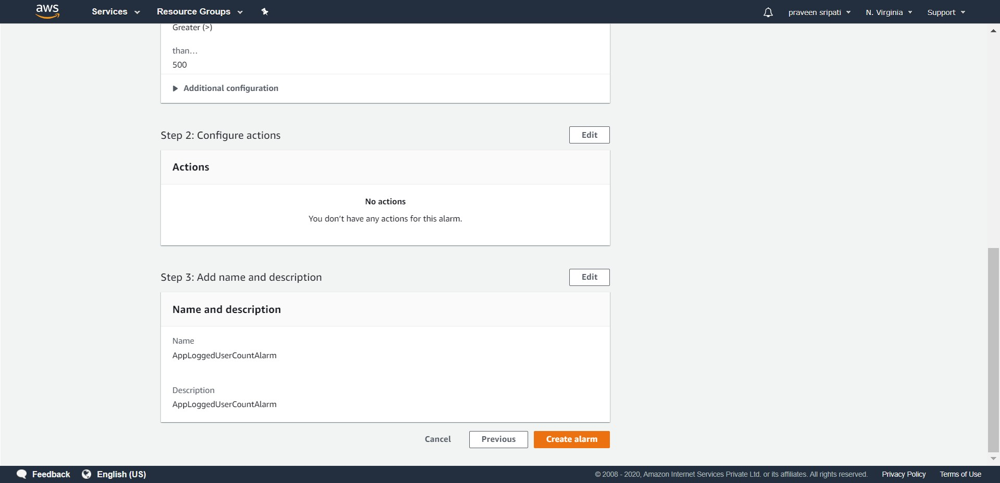 aws Services Resource Groups praveen sripati N. Virginia Support
Greater (>)
than...
500
Additional configuration
Step 2: Configure actions Edit
Actions
No actions
You don't have any actions for this alarm.
Step 3: Add name and description Edit
Name and description
Name
AppLoggedUserCountAlarm
Description
AppLoggedUserCountAlarm
Cancel Previous Create alarm
Feedback English (US) © 2008 - 2020, Amazon Internet Services Private Ltd. or its affiliates. All rights reserved. Privacy Policy Terms of Use